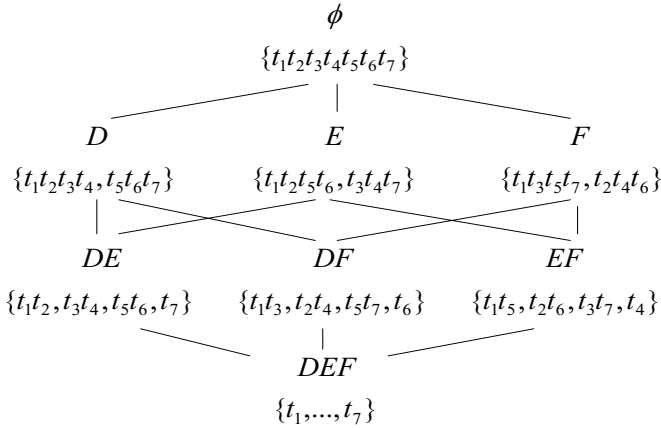 ϕ
{t₁t₂t₃t₄t₅t₆t₇}
D E F
{t₁t₂t₃t₄, t₅t₆t₇} {t₁t₂t₅t₆, t₃t₄t₇} {t₁t₃t₅t₇, t₂t₄t₆}
DE DF EF
{t₁t₂, t₃t₄, t₅t₆, t₇} {t₁t₃, t₂t₄, t₅t₇, t₆} {t₁t₅, t₂t₆, t₃t₇, t₄}
DEF
{t₁,...,t₇}